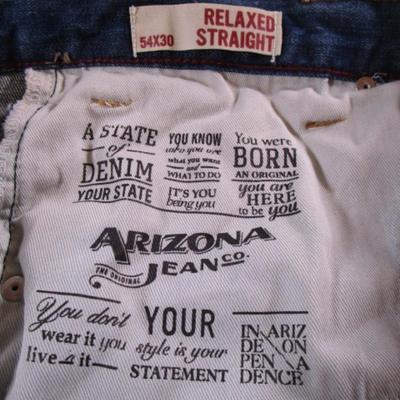 RELAXED
54X30 STRAIGHT
A STATE
of
DENIM
YOUR STATE
YOU KNOW
who you are
what you want
and
WHAT TO DO
IT'S YOU
being you
You were
BORN
AN ORIGINAL
you are
HERE
to be you
ARIZONA
THE ORIGINAL JEAN CO.
You don't
wear it you
live it
YOUR
style is your
STATEMENT
IN ARIZ
DE ON
PEN A
DENCE